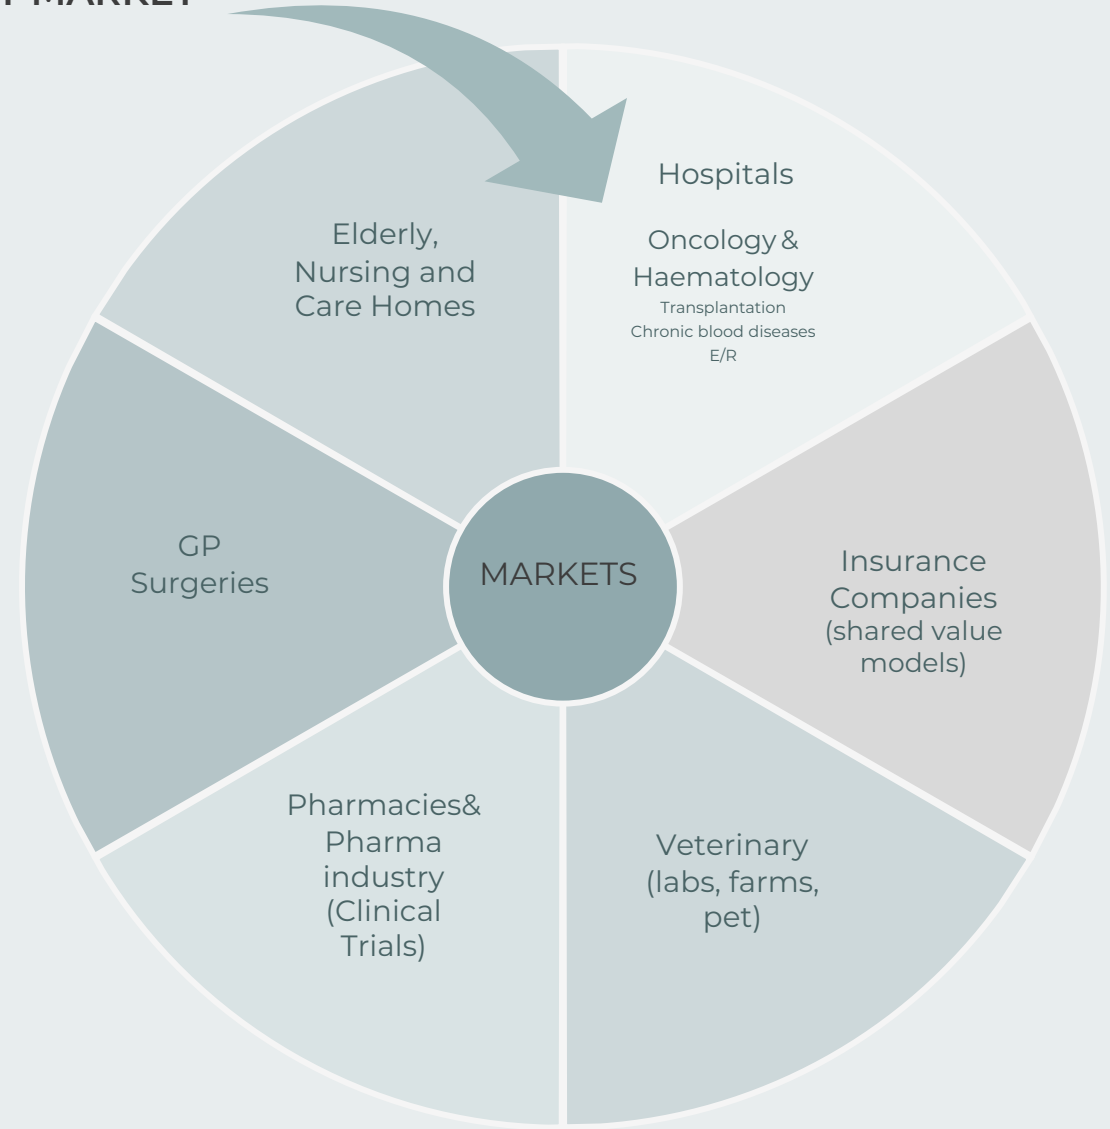 MARKET
Hospitals
Oncology &
Haematology
Transplantation
Chronic blood diseases
E/R
Elderly,
Nursing and
Care Homes
GP
Surgeries
MARKETS
Insurance
Companies
(shared value
models)
Pharmacies&
Pharma
industry
(Clinical
Trials)
Veterinary
(labs, farms,
pet)